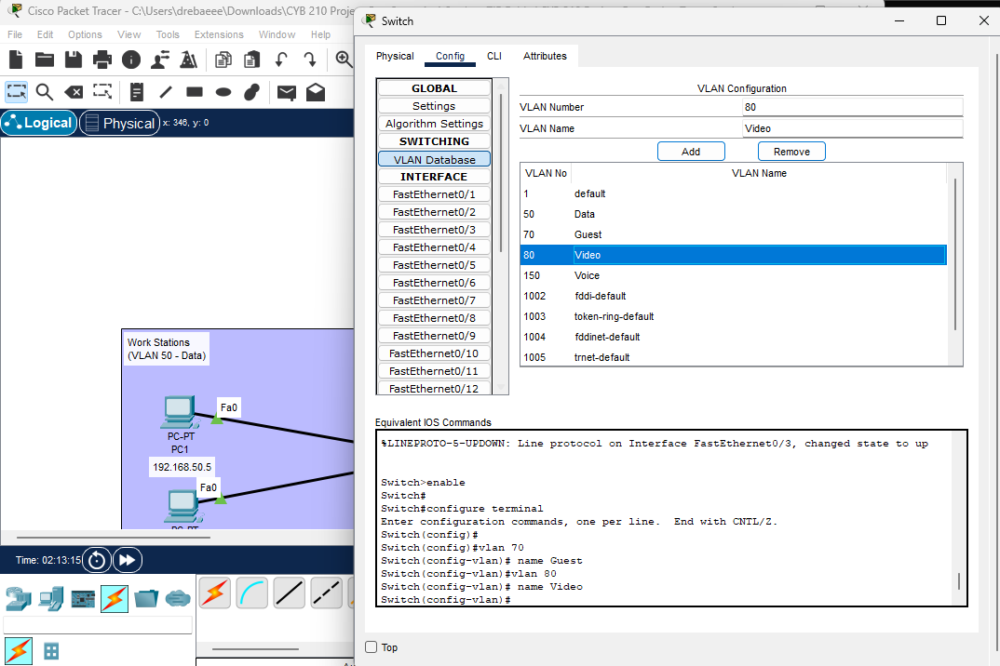 Cisco Packet Tracer - C:\Users\drebaeee\Downloads\CYB 210 Proje
File Edit Options View Tools Extensions Window Help
Logical
Physical
x: 346, y: 0
Work Stations
(VLAN 50 - Data)
Fa0
PC-PT
PC1
192.168.50.5
Fa0
PC-PT
Time: 02:13:15
Switch
Physical Config CLI Attributes
GLOBAL
Settings
Algorithm Settings
SWITCHING
VLAN Database
INTERFACE
FastEthernet0/1
FastEthernet0/2
FastEthernet0/3
FastEthernet0/4
FastEthernet0/5
FastEthernet0/6
FastEthernet0/7
FastEthernet0/8
FastEthernet0/9
FastEthernet0/10
FastEthernet0/11
FastEthernet0/12
VLAN Configuration
VLAN Number 80
VLAN Name Video
Add Remove
VLAN No VLAN Name
1 default
50 Data
70 Guest
80 Video
150 Voice
1002 fddi-default
1003 token-ring-default
1004 fddinet-default
1005 trnet-default
Equivalent IOS Commands
%LINEPROTO-5-UPDOWN: Line protocol on Interface FastEthernet0/3, changed state to up
Switch>enable
Switch#
Switch#configure terminal
Enter configuration commands, one per line.  End with CNTL/Z.
Switch(config)#
Switch(config)#vlan 70
Switch(config-vlan)# name Guest
Switch(config-vlan)#vlan 80
Switch(config-vlan)# name Video
Switch(config-vlan)#
Top